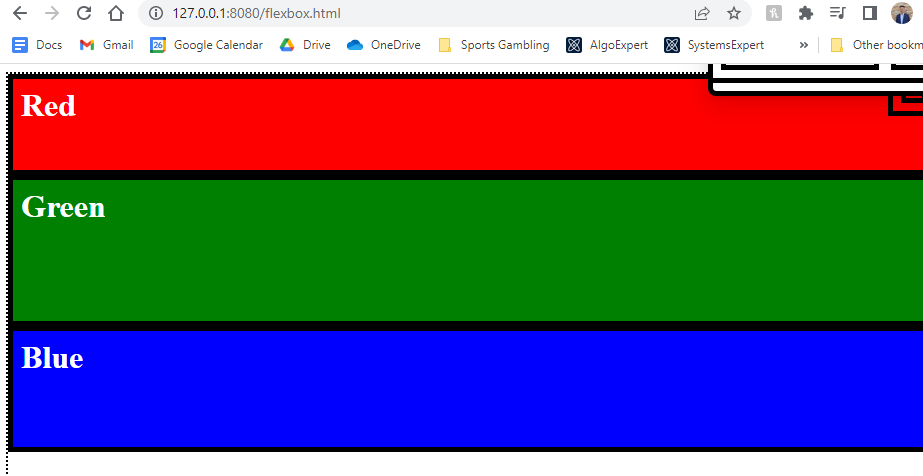 127.0.0.1:8080/flexbox.html
Docs Gmail 26 Google Calendar Drive OneDrive Sports Gambling AlgoExpert SystemsExpert » Other bookm
Red
Green
Blue